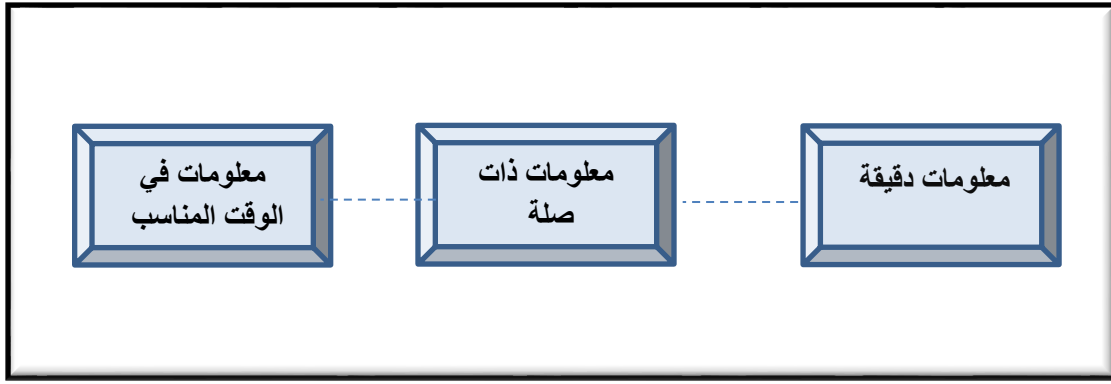 معلومات دقيقة
معلومات ذات
صلة
معلومات في
الوقت المناسب